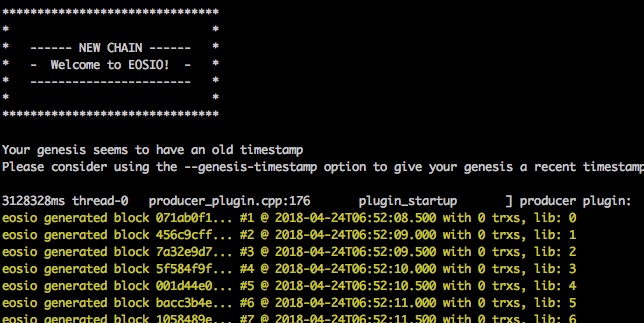 *******************************
*                             *
*   ------ NEW CHAIN ------   *
*   -  Welcome to EOSIO!  -   *
*   -----------------------   *
*                             *
*******************************
Your genesis seems to have an old timestamp
Please consider using the --genesis-timestamp option to give your genesis a recent timestamp
3128328ms thread-0   producer_plugin.cpp:176       plugin_startup       ] producer plugin:
eosio generated block 071ab0f1... #1 @ 2018-04-24T06:52:08.500 with 0 trxs, lib: 0
eosio generated block 456c9cff... #2 @ 2018-04-24T06:52:09.000 with 0 trxs, lib: 1
eosio generated block 7a32e9d7... #3 @ 2018-04-24T06:52:09.500 with 0 trxs, lib: 2
eosio generated block 5f584f9f... #4 @ 2018-04-24T06:52:10.000 with 0 trxs, lib: 3
eosio generated block 001d44e0... #5 @ 2018-04-24T06:52:10.500 with 0 trxs, lib: 4
eosio generated block bacc3b4e... #6 @ 2018-04-24T06:52:11.000 with 0 trxs, lib: 5
eosio generated block 1058489e... #7 @ 2018-04-24T06:52:11.500 with 0 trxs, lib: 6